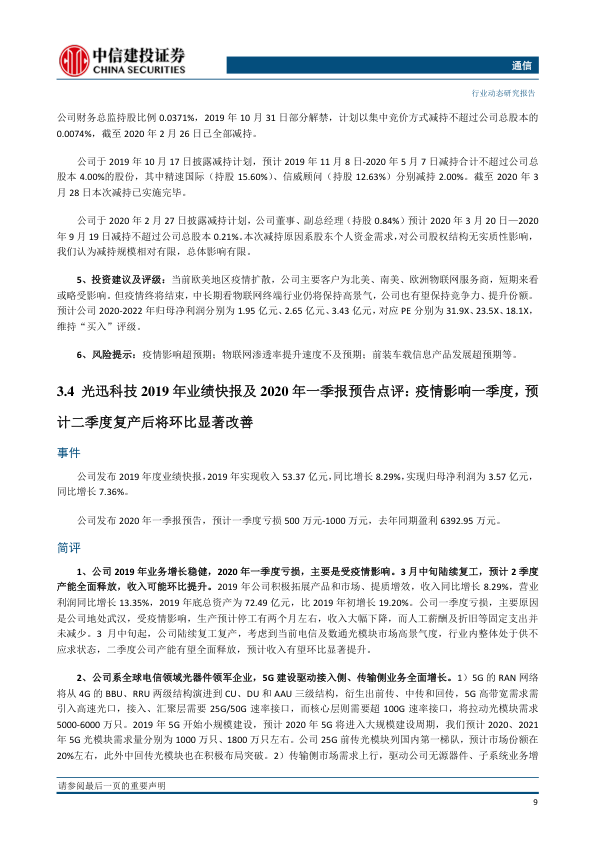 中信建投证券
CHINA SECURITIES
通信
行业动态研究报告
公司财务总监持股比例 0.0371%，2019 年 10 月 31 日部分解禁，计划以集中竞价方式减持不超过公司总股本的
0.0074%，截至 2020 年 2 月 26 日已全部减持。
公司于 2019 年 10 月 17 日披露减持计划，预计 2019 年 11 月 8 日-2020 年 5 月 7 日减持合计不超过公司总
股本 4.00%的股份，其中精速国际（持股 15.60%）、信威顾问（持股 12.63%）分别减持 2.00%。截至 2020 年 3
月 28 日本次减持已实施完毕。
公司于 2020 年 2 月 27 日披露减持计划，公司董事、副总经理（持股 0.84%）预计 2020 年 3 月 20 日—2020
年 9 月 19 日减持不超过公司总股本 0.21%。本次减持原因系股东个人资金需求，对公司股权结构无实质性影响，
我们认为减持规模相对有限，总体影响有限。
5、投资建议及评级：当前欧美地区疫情扩散，公司主要客户为北美、南美、欧洲物联网服务商，短期来看
或略受影响。但疫情终将结束，中长期看物联网终端行业仍将保持高景气，公司也有望保持竞争力、提升份额。
预计公司 2020-2022 年归母净利润分别为 1.95 亿元、2.65 亿元、3.43 亿元，对应 PE 分别为 31.9X、23.5X、18.1X，
维持“买入”评级。
6、风险提示：疫情影响超预期；物联网渗透率提升速度不及预期；前装车载信息产品发展超预期等。
3.4 光迅科技 2019 年业绩快报及 2020 年一季报预告点评：疫情影响一季度，预
计二季度复产后将环比显著改善
事件
公司发布 2019 年度业绩快报，2019 年实现收入 53.37 亿元，同比增长 8.29%，实现归母净利润为 3.57 亿元，
同比增长 7.36%。
公司发布 2020 年一季报预告，预计一季度亏损 500 万元-1000 万元，去年同期盈利 6392.95 万元。
简评
1、公司 2019 年业务增长稳健，2020 年一季度亏损，主要是受疫情影响。3 月中旬陆续复工，预计 2 季度
产能全面释放，收入可能环比提升。2019 年公司积极拓展产品和市场、提质增效，收入同比增长 8.29%，营业
利润同比增长 13.35%，2019 年底总资产为 72.49 亿元，比 2019 年初增长 19.20%。公司一季度亏损，主要原因
是公司地处武汉，受疫情影响，生产预计停工有两个月左右，收入大幅下降，而人工薪酬及折旧等固定支出并
未减少。3 月中旬起，公司陆续复工复产，考虑到当前电信及数通光模块市场高景气度，行业内整体处于供不
应求状态，二季度公司产能有望全面释放，预计收入有望环比显著提升。
2、公司系全球电信领域光器件领军企业，5G 建设驱动接入侧、传输侧业务全面增长。1）5G 的 RAN 网络
将从 4G 的 BBU、RRU 两级结构演进到 CU、DU 和 AAU 三级结构，衍生出前传、中传和回传，5G 高带宽需求需
引入高速光口，接入、汇聚层需要 25G/50G 速率接口，而核心层则需要超 100G 速率接口，将拉动光模块需求
5000-6000 万只。2019 年 5G 开始小规模建设，预计 2020 年 5G 将进入大规模建设周期，我们预计 2020、2021
年 5G 光模块需求量分别为 1000 万只、1800 万只左右。公司 25G 前传光模块列国内第一梯队，预计市场份额在
20%左右，此外中回传光模块也在积极布局突破。2）传输侧市场需求上行，驱动公司无源器件、子系统业务增
请参阅最后一页的重要声明
9